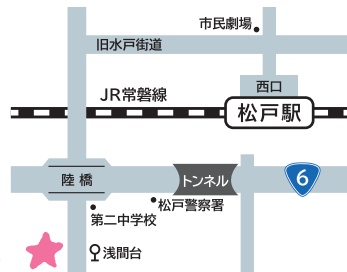 市民劇場
旧水戸街道
西口
JR常磐線
松戸駅
陸橋
トンネル
6
松戸警察署
第二中学校
浅間台